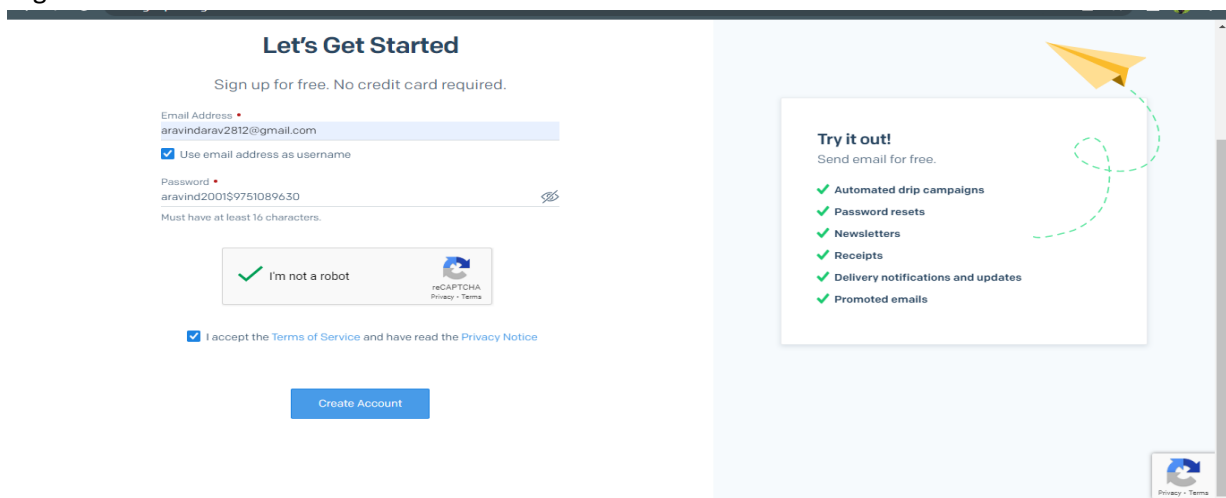 Let's Get Started
Sign up for free. No credit card required.
Email Address •
aravindarav2812@gmail.com
Use email address as username
Password •
aravind2001$9751089630
Must have at least 16 characters.
I'm not a robot
reCAPTCHA
Privacy - Terms
I accept the Terms of Service and have read the Privacy Notice
Create Account
Try it out!
Send email for free.
Automated drip campaigns
Password resets
Newsletters
Receipts
Delivery notifications and updates
Promoted emails
Privacy - Terms